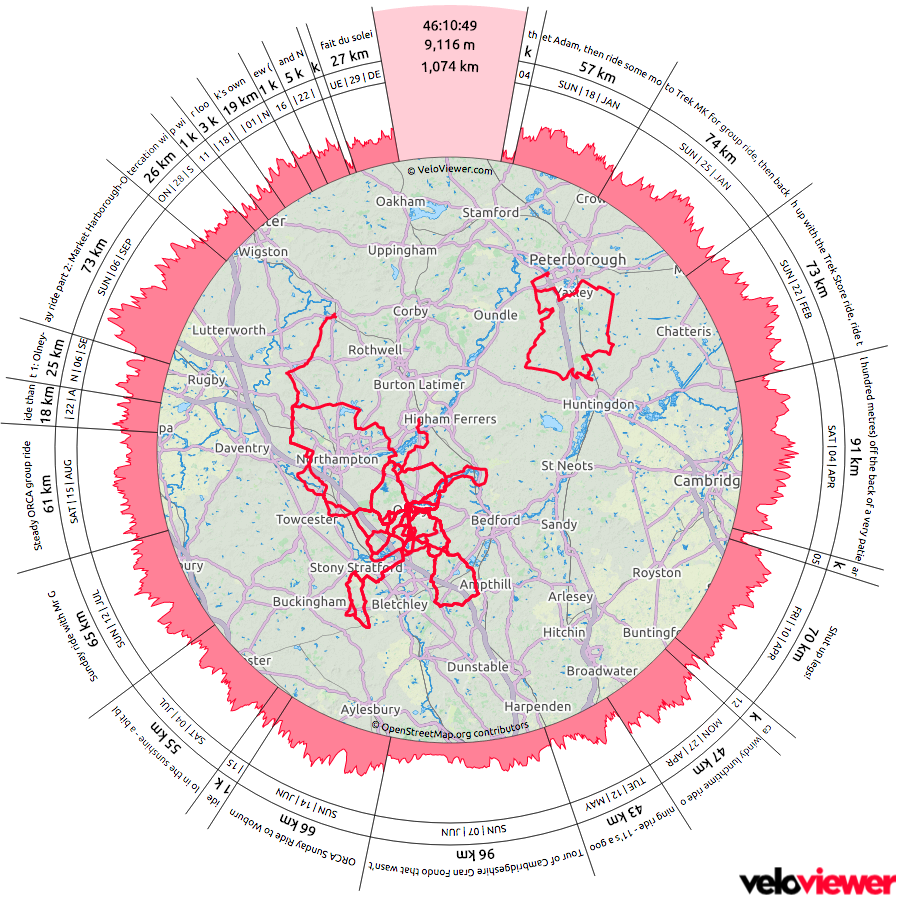 46:10:49
9,116 m
1,074 km
th
k
04
et Adam, then ride some mo
57 km
SUN | 18 | JAN
to Trek MK for group ride, then back
74 km
SUN | 25 | JAN
h up with the Trek Store ride, ride t
73 km
SUN | 22 | FEB
l hundred metres) off the back of a very patie
91 km
SAT | 04 | APR
ar
k
05
Shut up legs!
70 km
FRI | 10 | APR
ca
k
12
windy lunchtime ride o
47 km
MON | 27 | APR
ning ride - 11's a goo
43 km
TUE | 12 | MAY
Tour of Cambridgeshire Gran Fondo that wasn't
96 km
SUN | 07 | JUN
ORCA Sunday Ride to Woburn
66 km
SUN | 14 | JUN
ide
1 k
| 15
To in the sunshine - a bit bl
55 km
SAT | 04 | JUL
Sunday ride with Mr G
65 km
SUN | 12 | JUL
Steady ORCA group ride
61 km
SAT | 15 | AUG
ide than
18 km
| 22 | A
t 1: Olney-
25 km
N | 06 | SE
ay ride part 2: Market Harborough-O
73 km
SUN | 06 | SEP
tercation wi
26 km
ON | 28 | S
p wi
1 k
11
r loo
3 k
| 18 |
k's own
19 km
| 01 | N
ew (
1 k
16
and N
5 k
| 22 |
k
fait du solei
27 km
UE | 29 | DE
© VeloViewer.com
Oakham
Stamford
Crow
ter
Wigston
Uppingham
Peterborough
Yaxley
M
Corby
Oundle
Lutterworth
Chatteris
Rothwell
Rugby
Burton Latimer
Huntingdon
Higham Ferrers
pa
Daventry
Northampton
St Neots
Cambridg
Towcester
O
Bedford
Sandy
Stony Stratford
bury
Ampthill
Royston
Buckingham
Bletchley
Arlesey
Hitchin
Buntingfo
ster
Dunstable
Broadwater
Aylesbury
Harpenden
© OpenStreetMap.org contributors
veloviewer